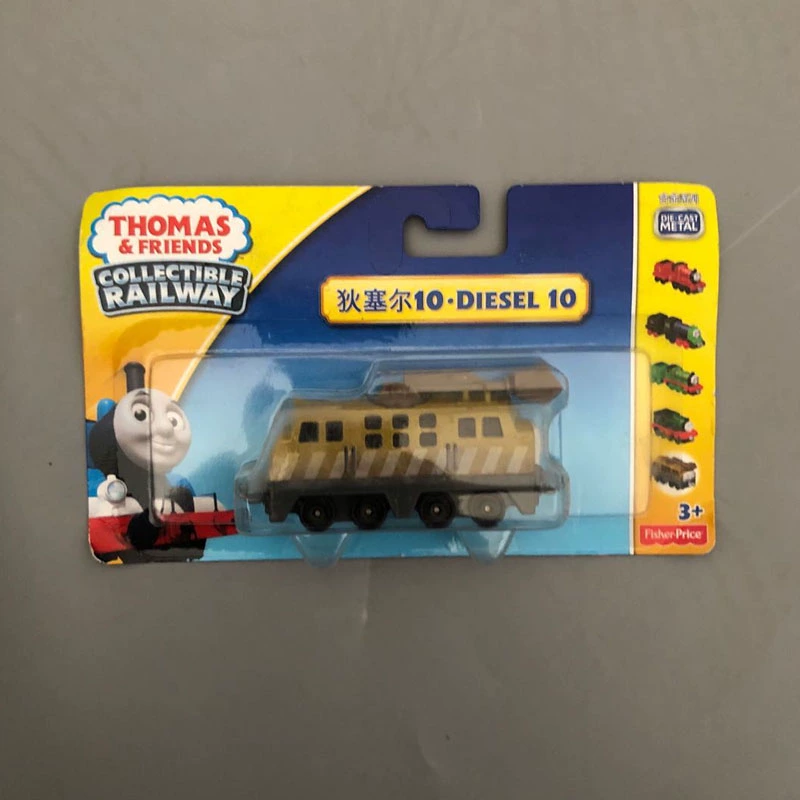 THOMAS
& FRIENDS
COLLECTIBLE
RAILWAY
狄塞尔10·DIESEL 10
DIE-CAST
METAL
3+
Fisher-Price